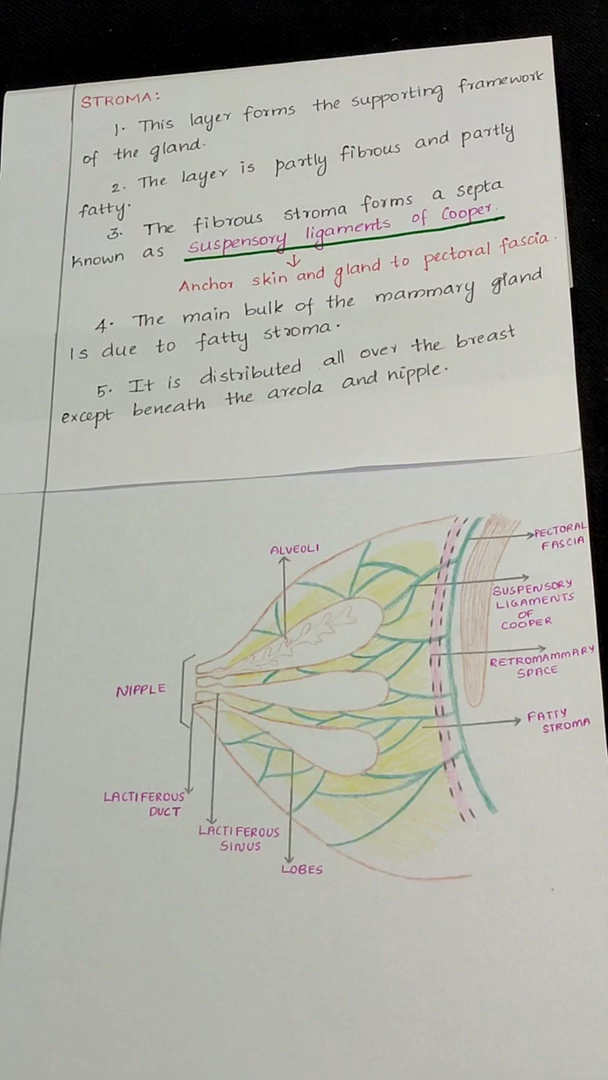 STROMA:
1. This layer forms the supporting framework
of the gland.
2. The layer is partly fibrous and partly
fatty.
3. The fibrous stroma forms a septa
known as suspensory ligaments of Cooper.
Anchor skin and gland to pectoral fascia.
4. The main bulk of the mammary gland
Is due to fatty stroma.
5. It is distributed all over the breast
except beneath the areola and nipple.
ALVEOLI
PECTORAL
FASCIA
SUSPENSORY
LIGAMENTS
OF
COOPER
RETROMAMMARY
SPACE
NIPPLE
FATTY
STROMA
LACTIFEROUS
DUCT
LACTIFEROUS
SINUS
LOBES